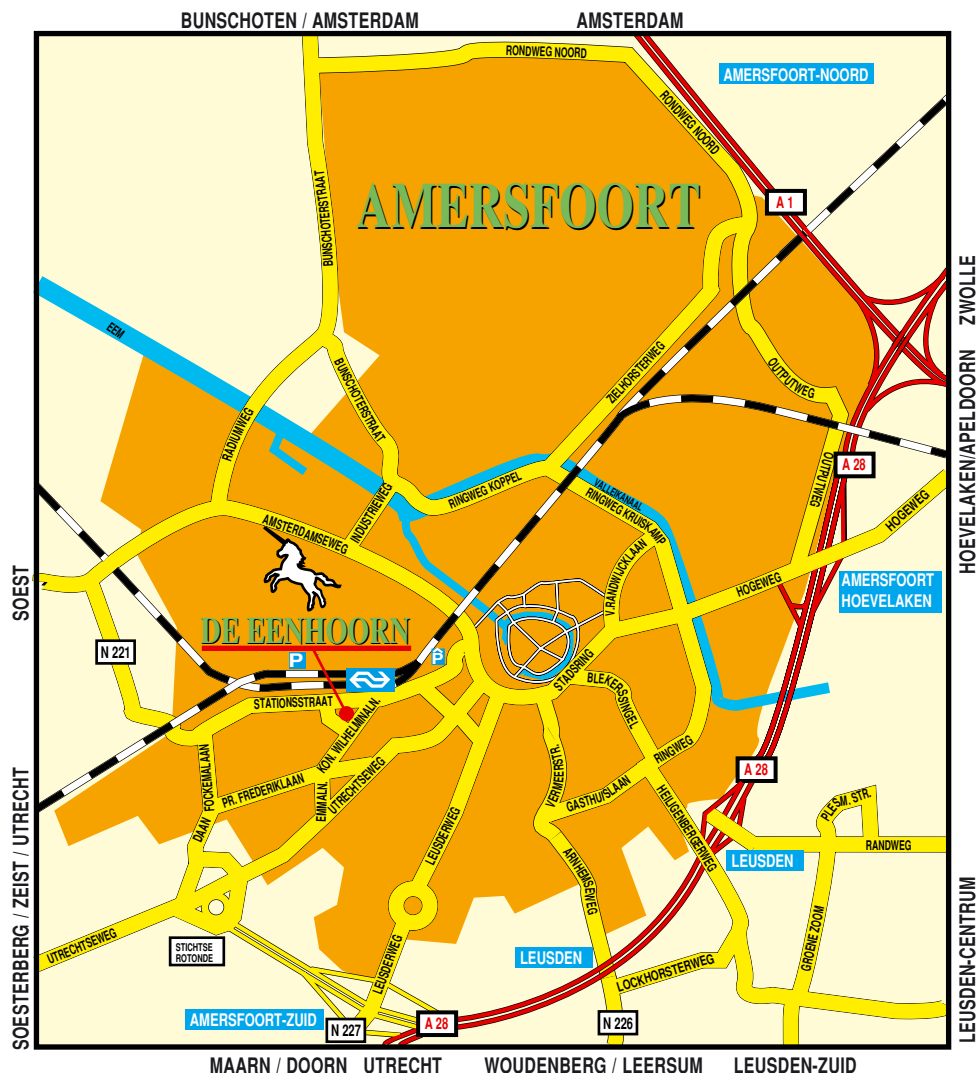 BUNSCHOTEN / AMSTERDAM
AMSTERDAM
RONDWEG NOORD
AMERSFOORT-NOORD
RONDWEG NOORD
BUNSCHOTERSTRAAT
AMERSFOORT
A 1
ZWOLLE
EEM
HOEVELAKEN/APELDOORN
BUNSCHOTERSTRAAT
ZIELHORSTERWEG
OUTPUTWEG
RADIUMWEG
OUTPUTWEG
A 28
INDUSTRIEWEG
RINGWEG KOPPEL
VALLEIKANAAL
RINGWEG KRUISKAMP
HOGEWEG
AMSTERDAMSEWEG
V.RANDWIJCKLAAN
HOGEWEG
AMERSFOORT
HOEVELAKEN
SOEST
DE EENHOORN
N 221
P
STADSRING
BLEKERSSINGEL
STATIONSSTRAAT
KON. WILHELMINALN.
VERMEERSTR.
RINGWEG
A 28
DAAN FOCKEMALAAN
PR. FREDERIKLAAN
EMMALN.
UTRECHTSEWEG
GASTHUISLAAN
HEILIGENBERGERWEG
PLESM. STR.
LEUSDERWEG
RANDWEG
LEUSDEN
ARNHEMSEWEG
SOESTERBERG / ZEIST / UTRECHT
UTRECHTSEWEG
STICHTSE
ROTONDE
LEUSDERWEG
LEUSDEN
LOCKHORSTERWEG
GROENE ZOOM
LEUSDEN-CENTRUM
AMERSFOORT-ZUID
N 227
A 28
N 226
MAARN / DOORN
UTRECHT
WOUDENBERG / LEERSUM
LEUSDEN-ZUID